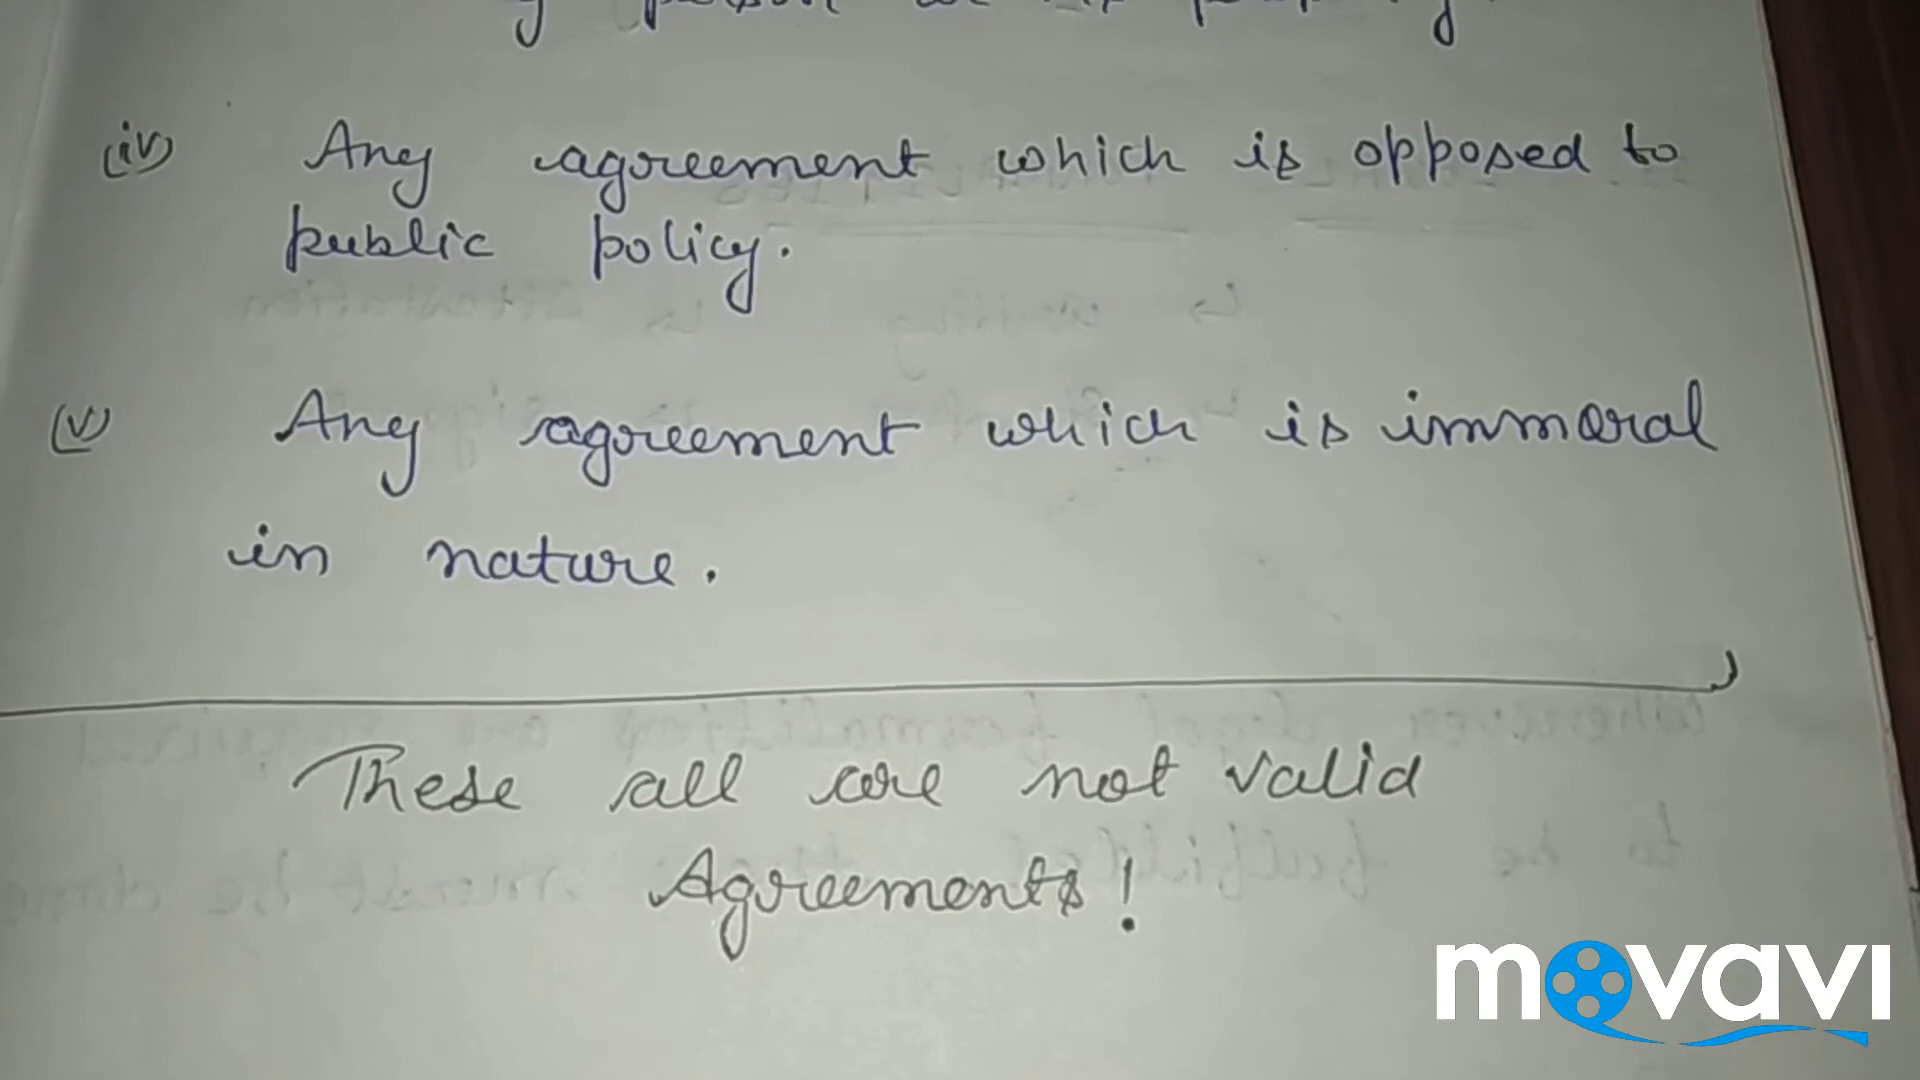 person
(iv) Any agreement which is opposed to
public policy.
(v) Any agreement which is immoral
in nature.
These all are not valid
Agreements!
movavi